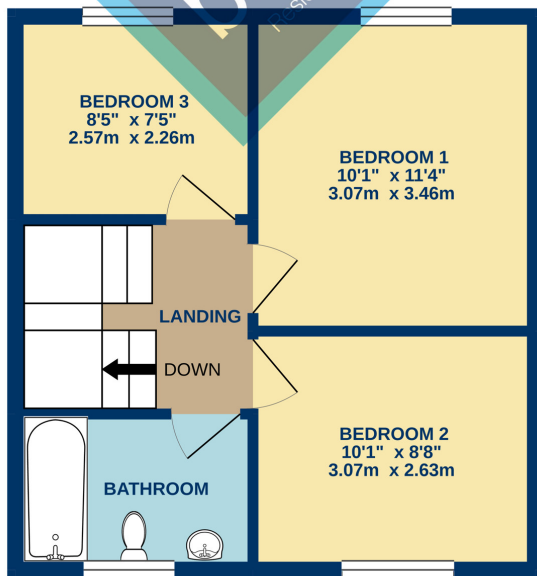 BEDROOM 3
8'5" x 7'5"
2.57m x 2.26m
BEDROOM 1
10'1" x 11'4"
3.07m x 3.46m
LANDING
DOWN
BEDROOM 2
10'1" x 8'8"
3.07m x 2.63m
BATHROOM